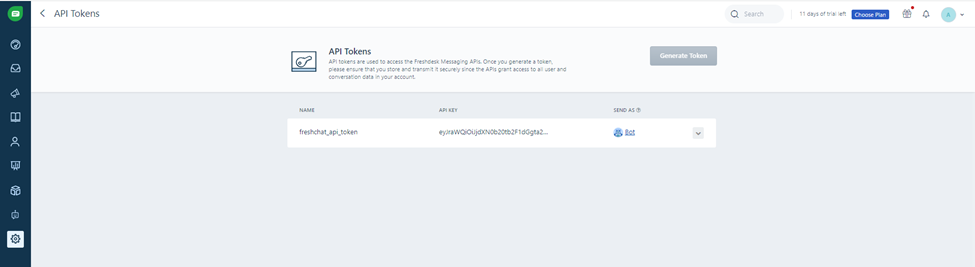 API Tokens
Search
11 days of trial left
Choose Plan
API Tokens
API tokens are used to access the Freshdesk Messaging APIs. Once you generate a token,
please ensure that you store and transmit it securely since the APIs grant access to all user and
conversation data in your account.
Generate Token
NAME
API KEY
SEND AS
freshchat_api_token
eyJraWQiOiJjdXN0b20tb2F1dGgta2...
Bot